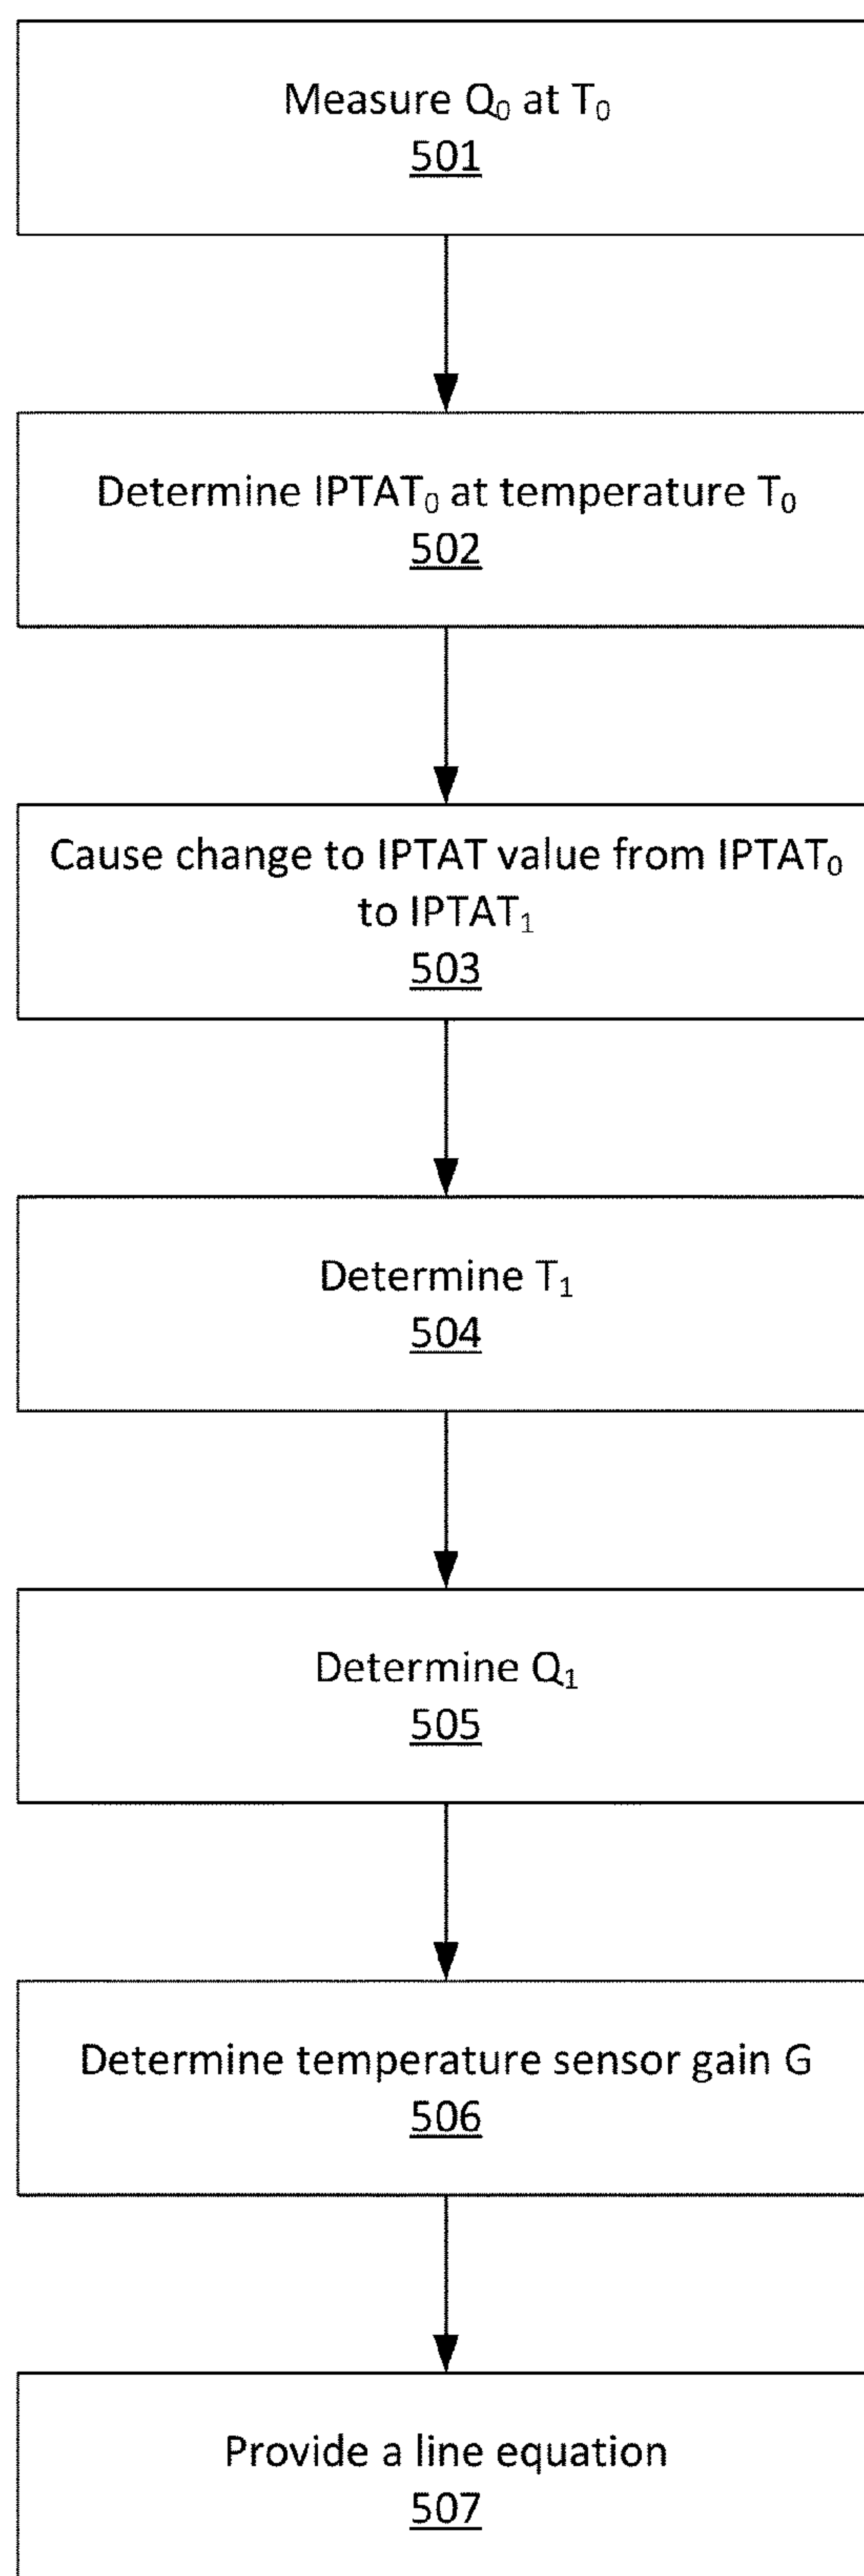 Measure Q₀ at T₀
501
Determine IPTAT₀ at temperature T₀
502
Cause change to IPTAT value from IPTAT₀
to IPTAT₁
503
Determine T₁
504
Determine Q₁
505
Determine temperature sensor gain G
506
Provide a line equation
507